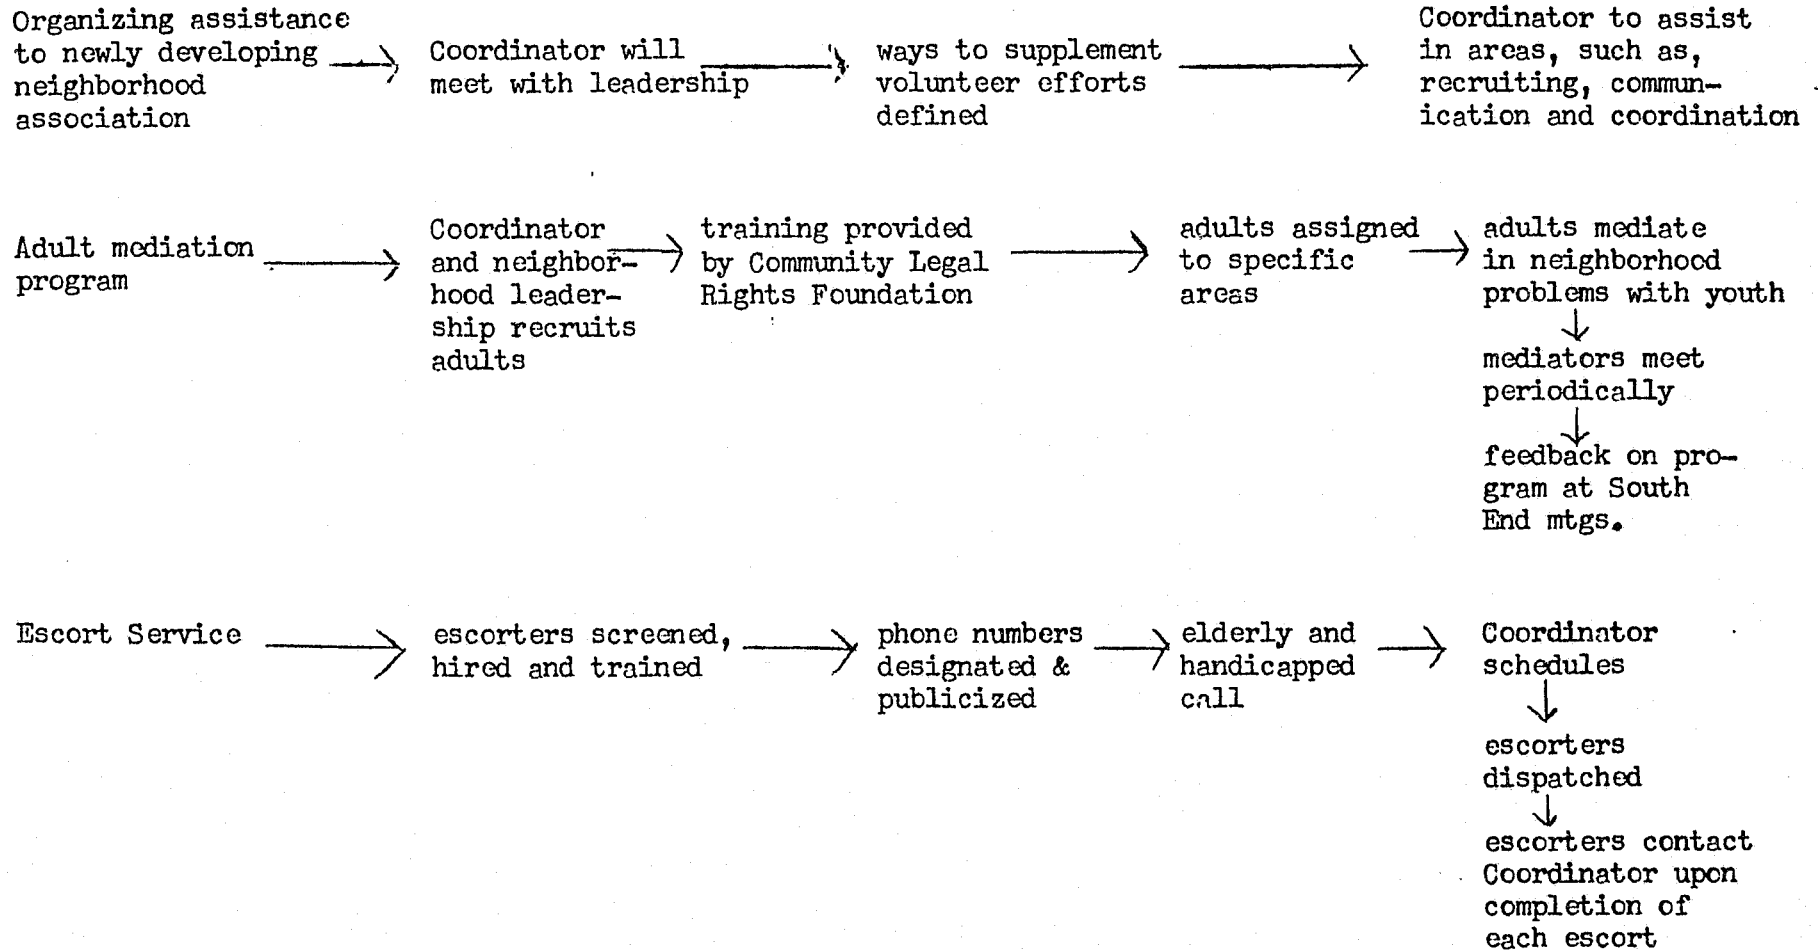 Organizing assistance
to newly developing
neighborhood
association
Coordinator will
meet with leadership
ways to supplement
volunteer efforts
defined
Coordinator to assist
in areas, such as,
recruiting, commun-
ication and coordination
Adult mediation
program
Coordinator
and neighbor-
hood leader-
ship recruits
adults
training provided
by Community Legal
Rights Foundation
adults assigned
to specific
areas
adults mediate
in neighborhood
problems with youth
mediators meet
periodically
feedback on pro-
gram at South
End mtgs.
Escort Service
escorters screened,
hired and trained
phone numbers
designated &
publicized
elderly and
handicapped
call
Coordinator
schedules
escorters
dispatched
escorters contact
Coordinator upon
completion of
each escort